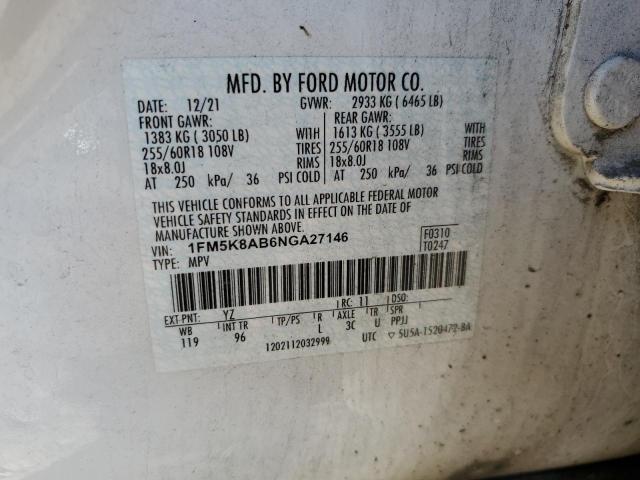 MFD. BY FORD MOTOR CO.
DATE: 12/21 GVWR: 2933 KG ( 6465 LB)
FRONT GAWR: REAR GAWR:
1383 KG ( 3050 LB) WITH 1613 KG ( 3555 LB) WITH
255/60R18 108V TIRES 255/60R18 108V TIRES
18x8.0J RIMS 18x8.0J RIMS
AT 250 kPa/ 36 PSI COLD AT 250 kPa/ 36 PSI COLD
THIS VEHICLE CONFORMS TO ALL APPLICABLE FEDERAL MOTOR
VEHICLE SAFETY STANDARDS IN EFFECT ON THE DATE OF
MANUFACTURE SHOWN ABOVE.
VIN: 1FM5K8AB6NGA27146 F0310
TYPE: MPV T0247
EXT-PNT: YZ RC: 11 DSO:
WB INT TR TP/PS R AXLE TR SPR
119 96 L 3C U PPJJ
1202112032999 UTC 5U5A-1520472-BA